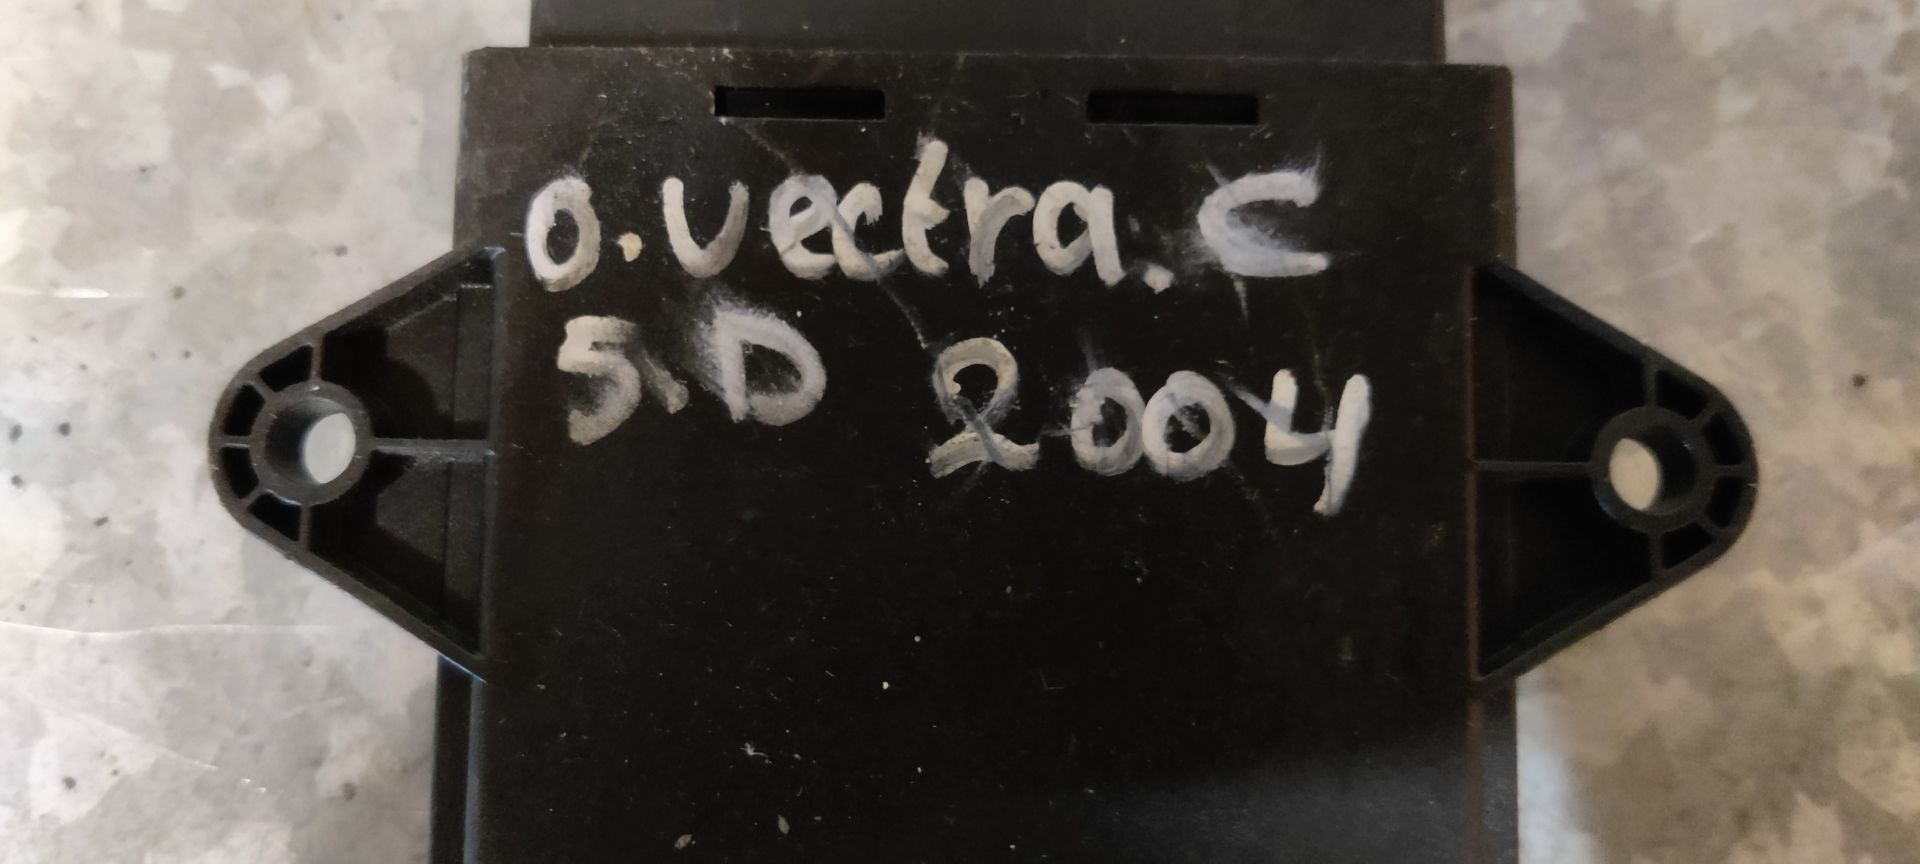 O. Vectra. C
5. D 2004